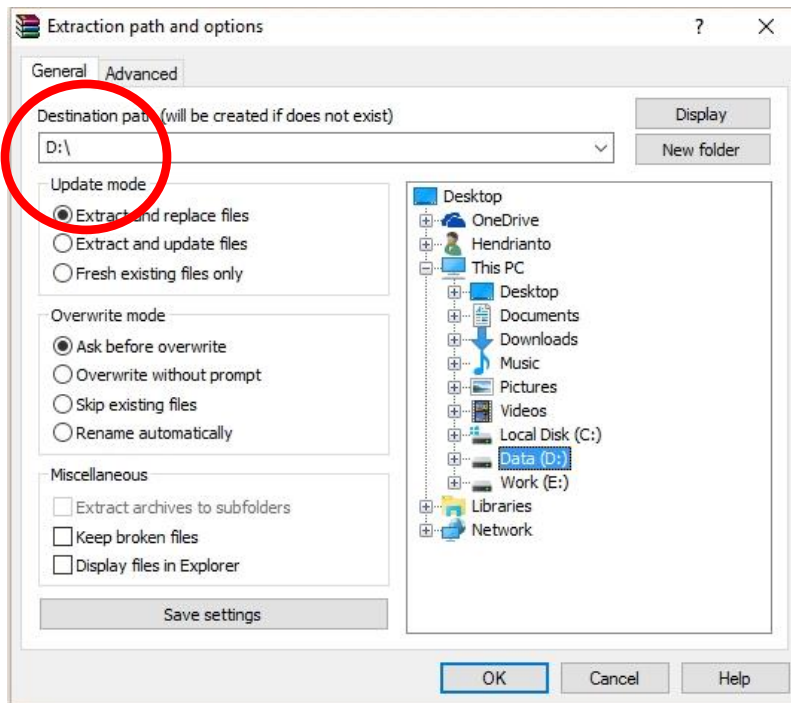 Extraction path and options
General Advanced
Destination path (will be created if does not exist)
D:\
Display
New folder
Update mode
Extract and replace files
Extract and update files
Fresh existing files only
Overwrite mode
Ask before overwrite
Overwrite without prompt
Skip existing files
Rename automatically
Miscellaneous
Extract archives to subfolders
Keep broken files
Display files in Explorer
Save settings
Desktop
OneDrive
Hendrianto
This PC
Desktop
Documents
Downloads
Music
Pictures
Videos
Local Disk (C:)
Data (D:)
Work (E:)
Libraries
Network
OK Cancel Help